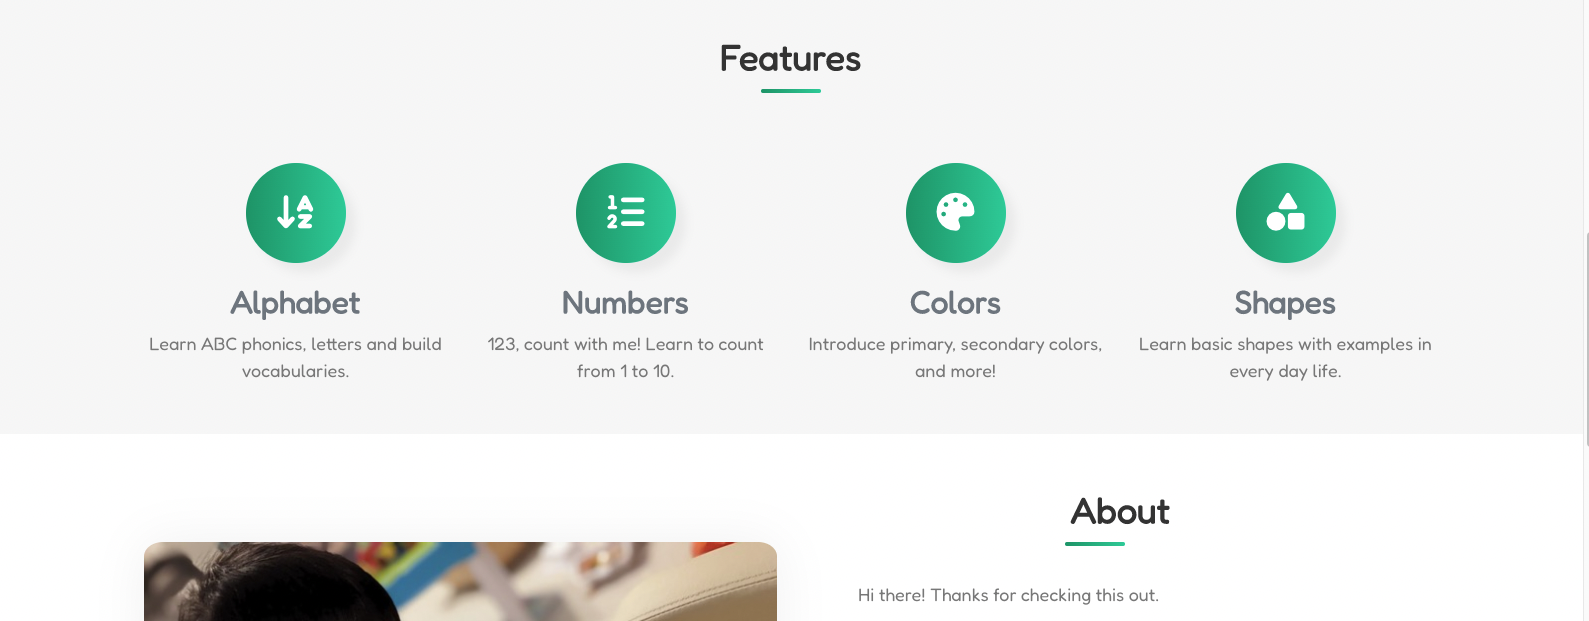 Features
A
Z
1
2
Alphabet
Learn ABC phonics, letters and build
vocabularies.
Numbers
123, count with me! Learn to count
from 1 to 10.
Colors
Introduce primary, secondary colors,
and more!
Shapes
Learn basic shapes with examples in
every day life.
About
Hi there! Thanks for checking this out.